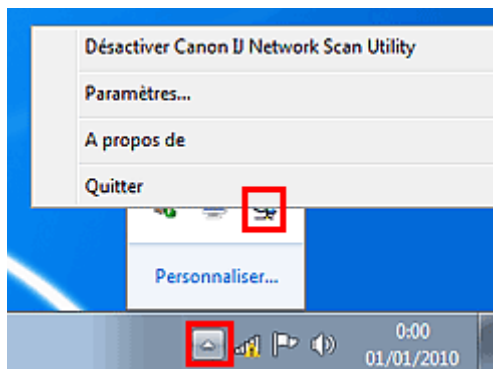 Désactiver Canon IJ Network Scan Utility
Paramètres...
A propos de
Quitter
Personnaliser...
0:00
01/01/2010